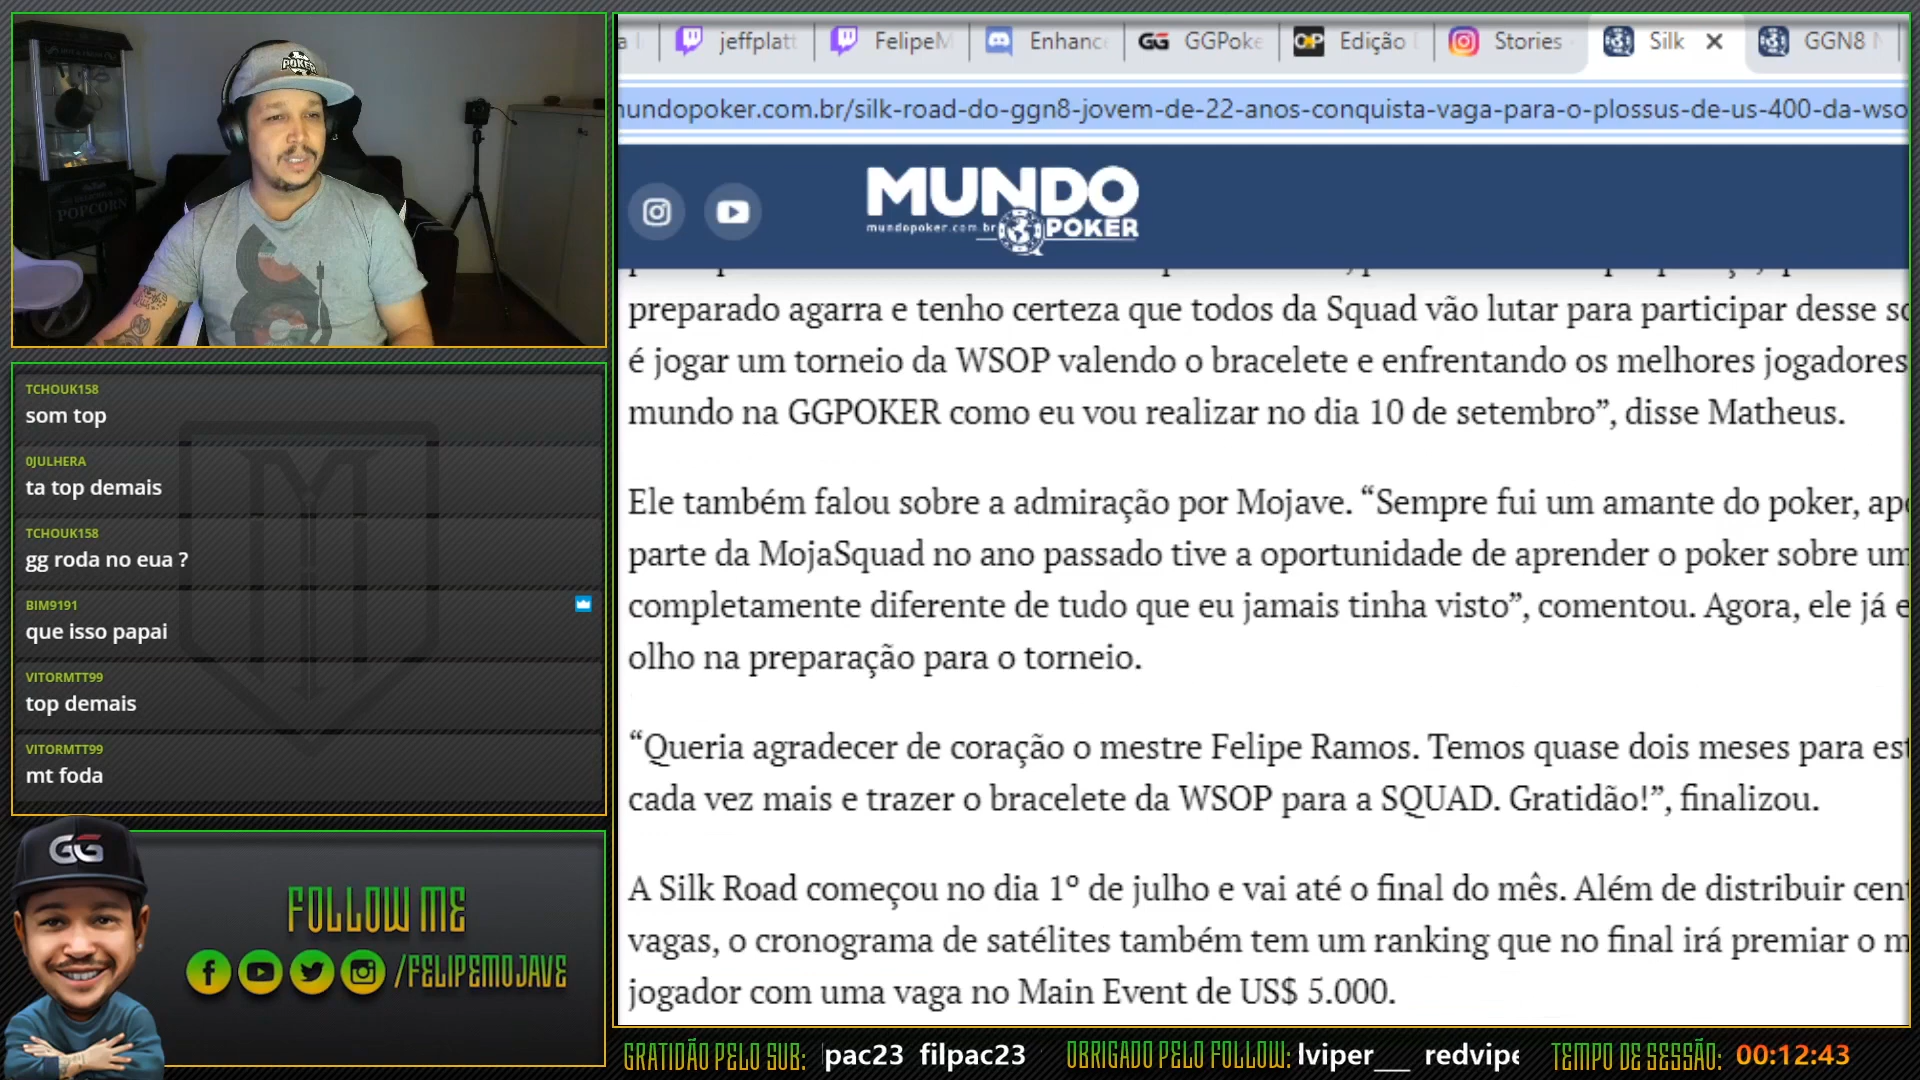 POKER
POPCORN
TCHOUK158
som top
0JULHERA
ta top demais
TCHOUK158
gg roda no eua ?
BIM9191
que isso papai
VITORMTT99
top demais
VITORMTT99
mt foda
GG
FOLLOW ME
/FELIPEMOJAVE
jeffplatt
FelipeM
Enhanc
GG GGPoke
OP Edição
Stories
Silk
GGN8
mundopoker.com.br/silk-road-do-ggn8-jovem-de-22-anos-conquista-vaga-para-o-plossus-de-us-400-da-wso
MUNDO
mundopoker.com.br POKER
preparado agarra e tenho certeza que todos da Squad vão lutar para participar desse so
é jogar um torneio da WSOP valendo o bracelete e enfrentando os melhores jogadores
mundo na GGPOKER como eu vou realizar no dia 10 de setembro”, disse Matheus.
Ele também falou sobre a admiração por Mojave. “Sempre fui um amante do poker, ap
parte da MojaSquad no ano passado tive a oportunidade de aprender o poker sobre um
completamente diferente de tudo que eu jamais tinha visto”, comentou. Agora, ele já e
olho na preparação para o torneio.
“Queria agradecer de coração o mestre Felipe Ramos. Temos quase dois meses para est
cada vez mais e trazer o bracelete da WSOP para a SQUAD. Gratidão!”, finalizou.
A Silk Road começou no dia 1º de julho e vai até o final do mês. Além de distribuir cent
vagas, o cronograma de satélites também tem um ranking que no final irá premiar o m
jogador com uma vaga no Main Event de US$ 5.000.
GRATIDÃO PELO SUB: pac23 filpac23
OBRIGADO PELO FOLLOW: lviper___ redvipe
TEMPO DE SESSÃO: 00:12:43